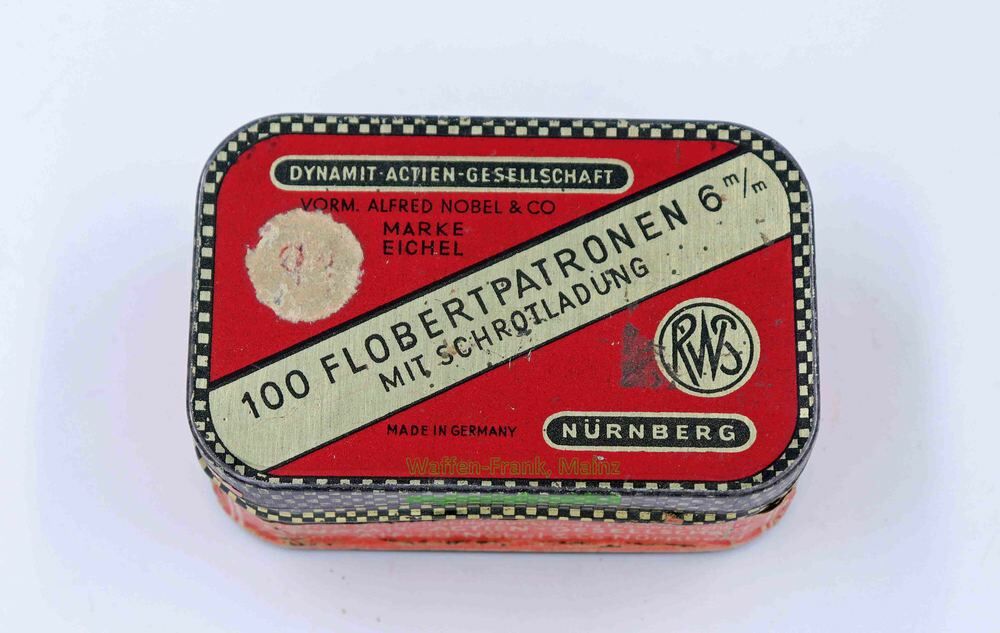 DYNAMIT-ACTIEN-GESELLSCHAFT
VORM. ALFRED NOBEL & CO
MARKE
EICHEL
100 FLOBERTPATRONEN 6 m/m
MIT SCHROTLADUNG
RWS
MADE IN GERMANY
NÜRNBERG
Waffen-Frank, Mainz